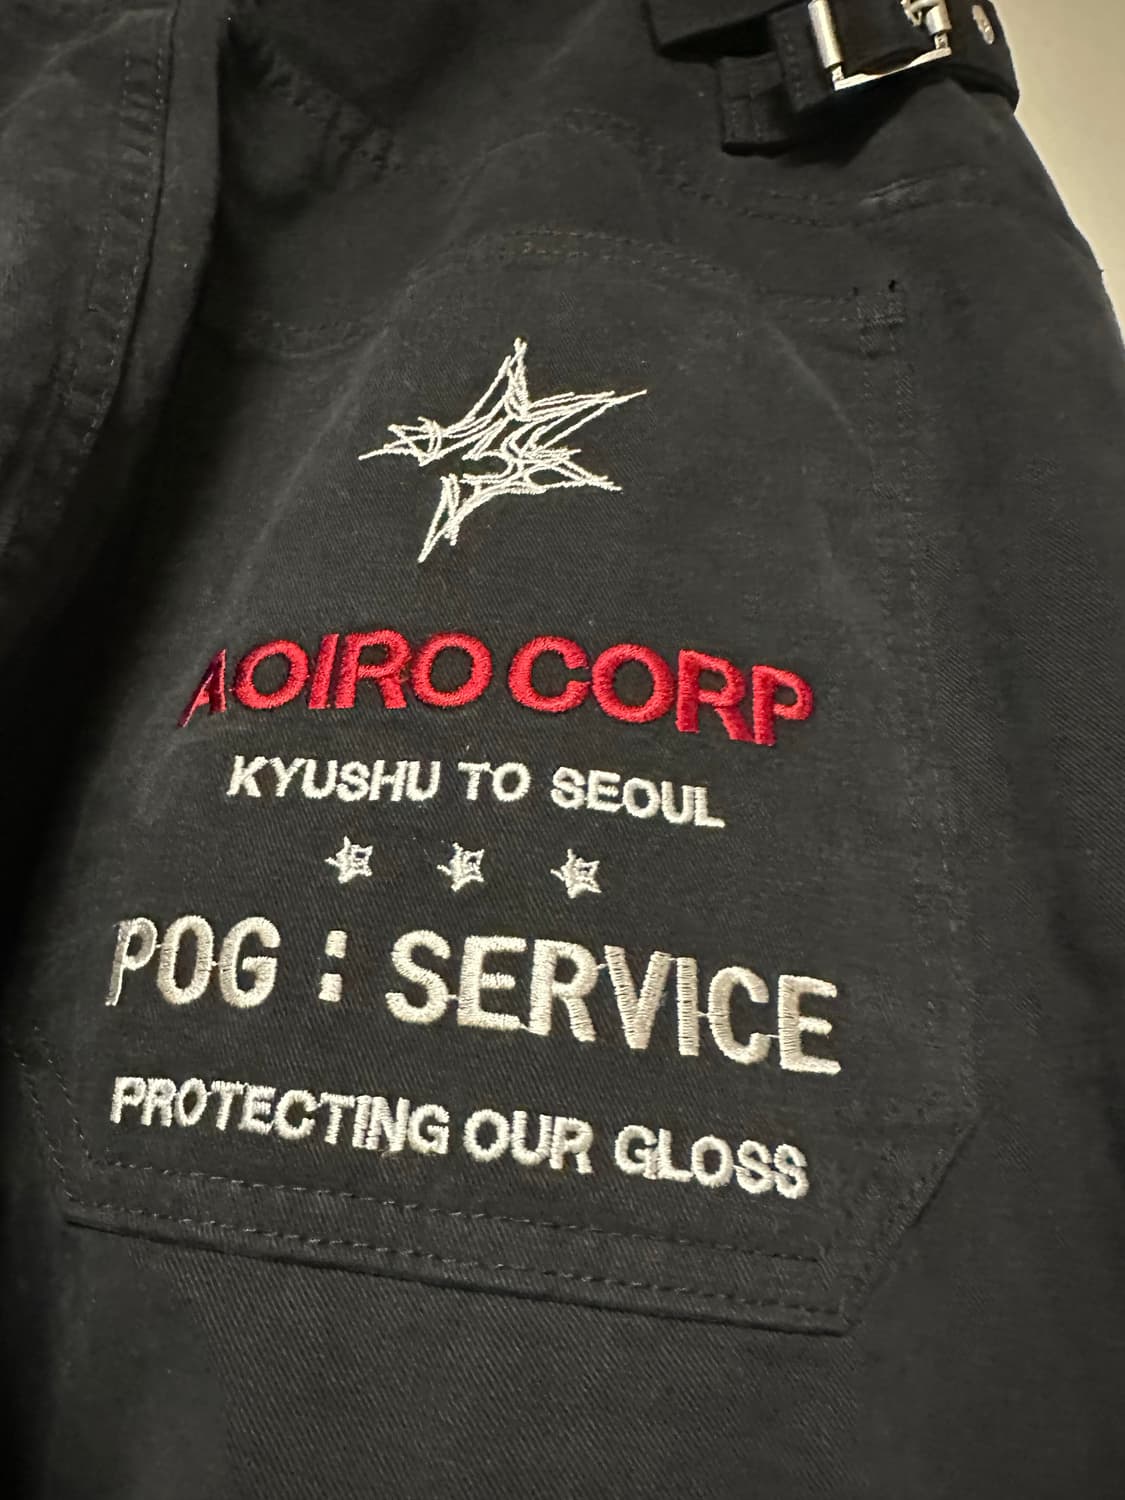 AOIRO CORP
KYUSHU TO SEOUL
POG : SERVICE
PROTECTING OUR GLOSS